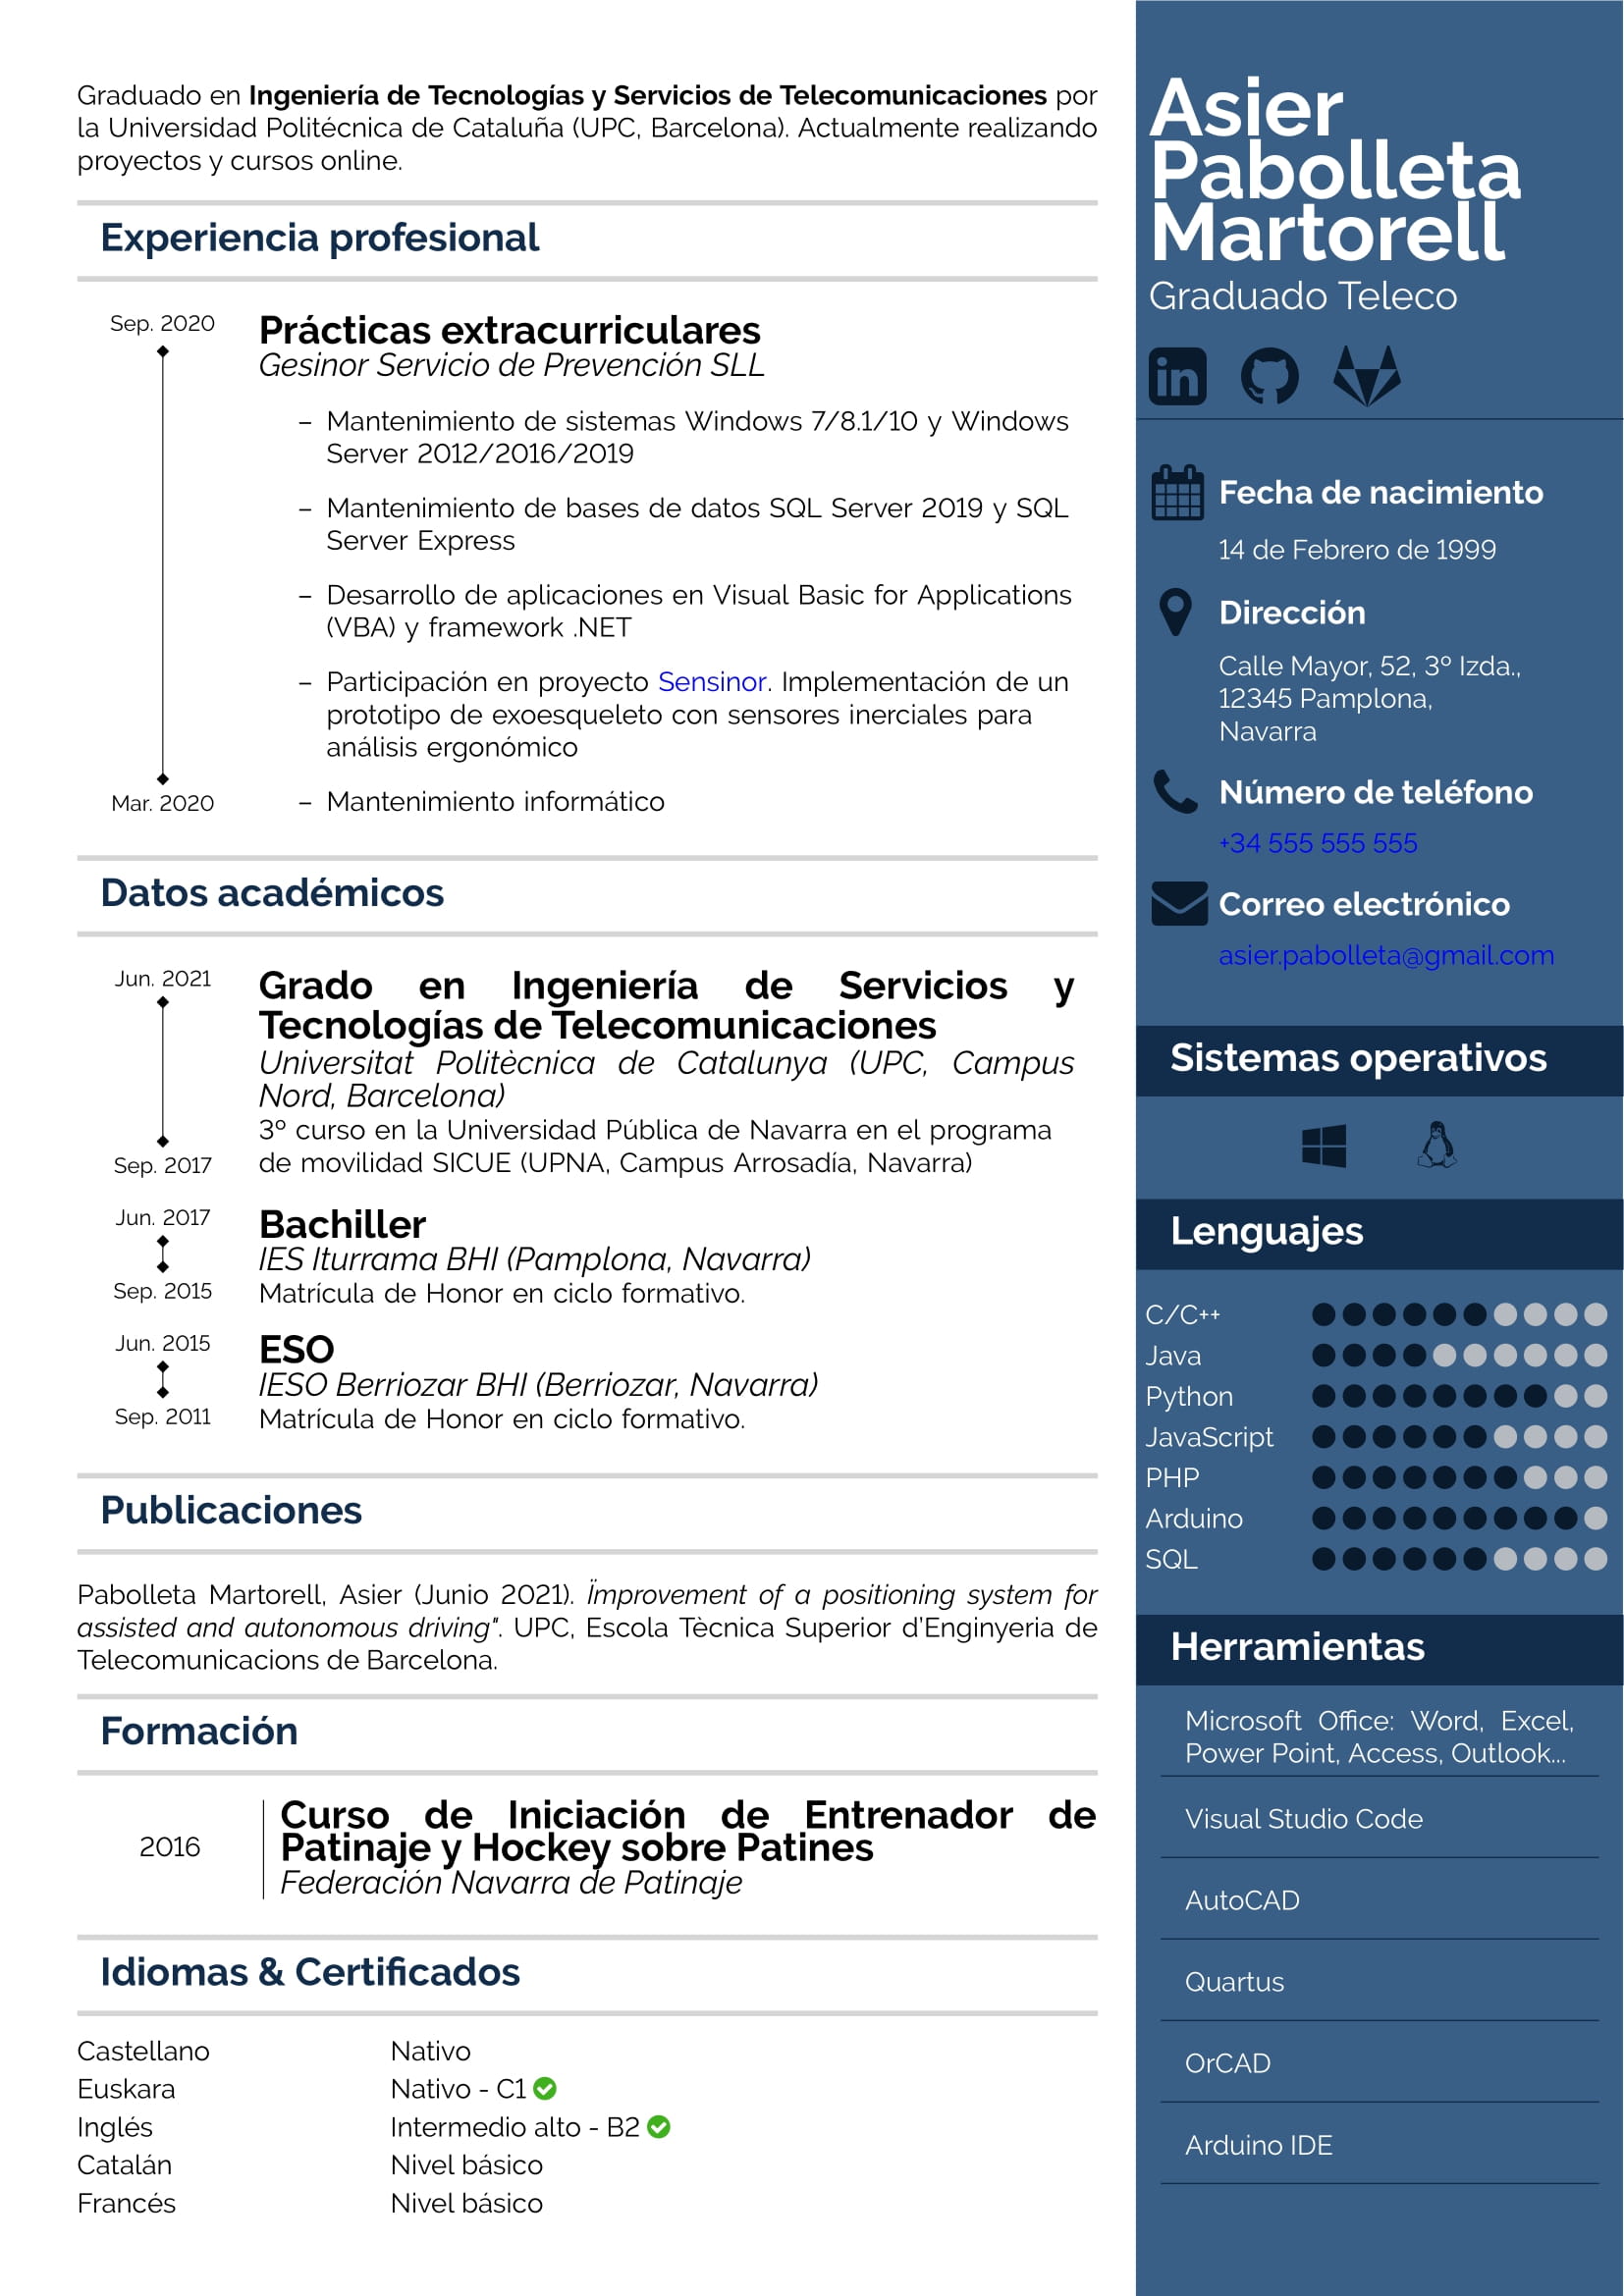 Graduado en Ingeniería de Tecnologías y Servicios de Telecomunicaciones por
la Universidad Politécnica de Cataluña (UPC, Barcelona). Actualmente realizando
proyectos y cursos online.
Experiencia profesional
Sep. 2020
Mar. 2020
Prácticas extracurriculares
Gesinor Servicio de Prevención SLL
– Mantenimiento de sistemas Windows 7/8.1/10 y Windows
Server 2012/2016/2019
– Mantenimiento de bases de datos SQL Server 2019 y SQL
Server Express
– Desarrollo de aplicaciones en Visual Basic for Applications
(VBA) y framework .NET
– Participación en proyecto Sensinor. Implementación de un
prototipo de exoesqueleto con sensores inerciales para
análisis ergonómico
– Mantenimiento informático
Datos académicos
Jun. 2021
Sep. 2017
Grado en Ingeniería de Servicios y
Tecnologías de Telecomunicaciones
Universitat Politècnica de Catalunya (UPC, Campus
Nord, Barcelona)
3º curso en la Universidad Pública de Navarra en el programa
de movilidad SICUE (UPNA, Campus Arrosadía, Navarra)
Jun. 2017
Sep. 2015
Bachiller
IES Iturrama BHI (Pamplona, Navarra)
Matrícula de Honor en ciclo formativo.
Jun. 2015
Sep. 2011
ESO
IESO Berriozar BHI (Berriozar, Navarra)
Matrícula de Honor en ciclo formativo.
Publicaciones
Pabolleta Martorell, Asier (Junio 2021). Ïmprovement of a positioning system for
assisted and autonomous driving". UPC, Escola Tècnica Superior d'Enginyeria de
Telecomunicacions de Barcelona.
Formación
2016
Curso de Iniciación de Entrenador de
Patinaje y Hockey sobre Patines
Federación Navarra de Patinaje
Idiomas & Certificados
Castellano Nativo
Euskara Nativo - C1
Inglés Intermedio alto - B2
Catalán Nivel básico
Francés Nivel básico
Asier
Pabolleta
Martorell
Graduado Teleco
in
Fecha de nacimiento
14 de Febrero de 1999
Dirección
Calle Mayor, 52, 3º Izda.,
12345 Pamplona,
Navarra
Número de teléfono
+34 555 555 555
Correo electrónico
asier.pabolleta@gmail.com
Sistemas operativos
Lenguajes
C/C++
Java
Python
JavaScript
PHP
Arduino
SQL
Herramientas
Microsoft Office: Word, Excel,
Power Point, Access, Outlook...
Visual Studio Code
AutoCAD
Quartus
OrCAD
Arduino IDE